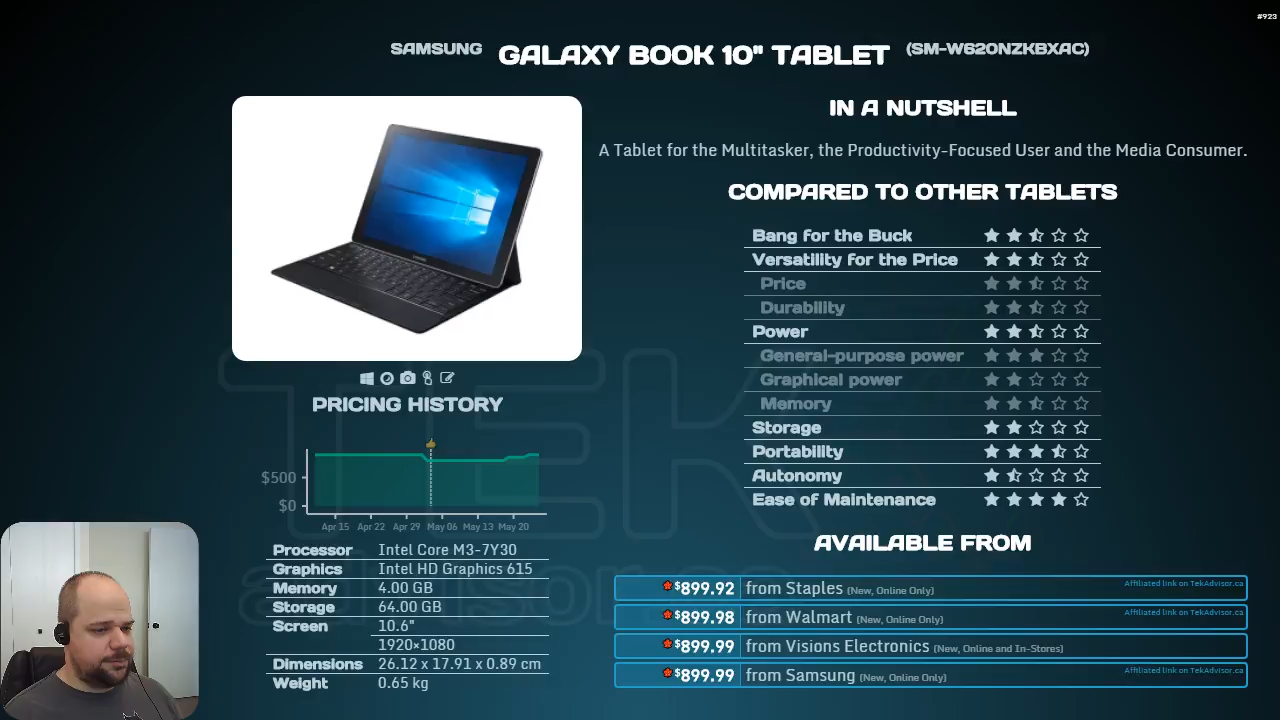 #923
SAMSUNG GALAXY BOOK 10" TABLET (SM-W620NZKBXAC)
IN A NUTSHELL
A Tablet for the Multitasker, the Productivity-Focused User and the Media Consumer.
COMPARED TO OTHER TABLETS
Bang for the Buck
Versatility for the Price
Price
Durability
Power
General-purpose power
Graphical power
Memory
Storage
Portability
Autonomy
Ease of Maintenance
PRICING HISTORY
$500
$0
Apr 15 Apr 22 Apr 29 May 06 May 13 May 20
Processor Intel Core M3-7Y30
Graphics Intel HD Graphics 615
Memory 4.00 GB
Storage 64.00 GB
Screen 10.6"
1920×1080
Dimensions 26.12 x 17.91 x 0.89 cm
Weight 0.65 kg
AVAILABLE FROM
$899.92 from Staples (New, Online Only) Affiliated link on TekAdvisor.ca
$899.98 from Walmart (New, Online Only) Affiliated link on TekAdvisor.ca
$899.99 from Visions Electronics (New, Online and In-Stores)
$899.99 from Samsung (New, Online Only) Affiliated link on TekAdvisor.ca
TEK